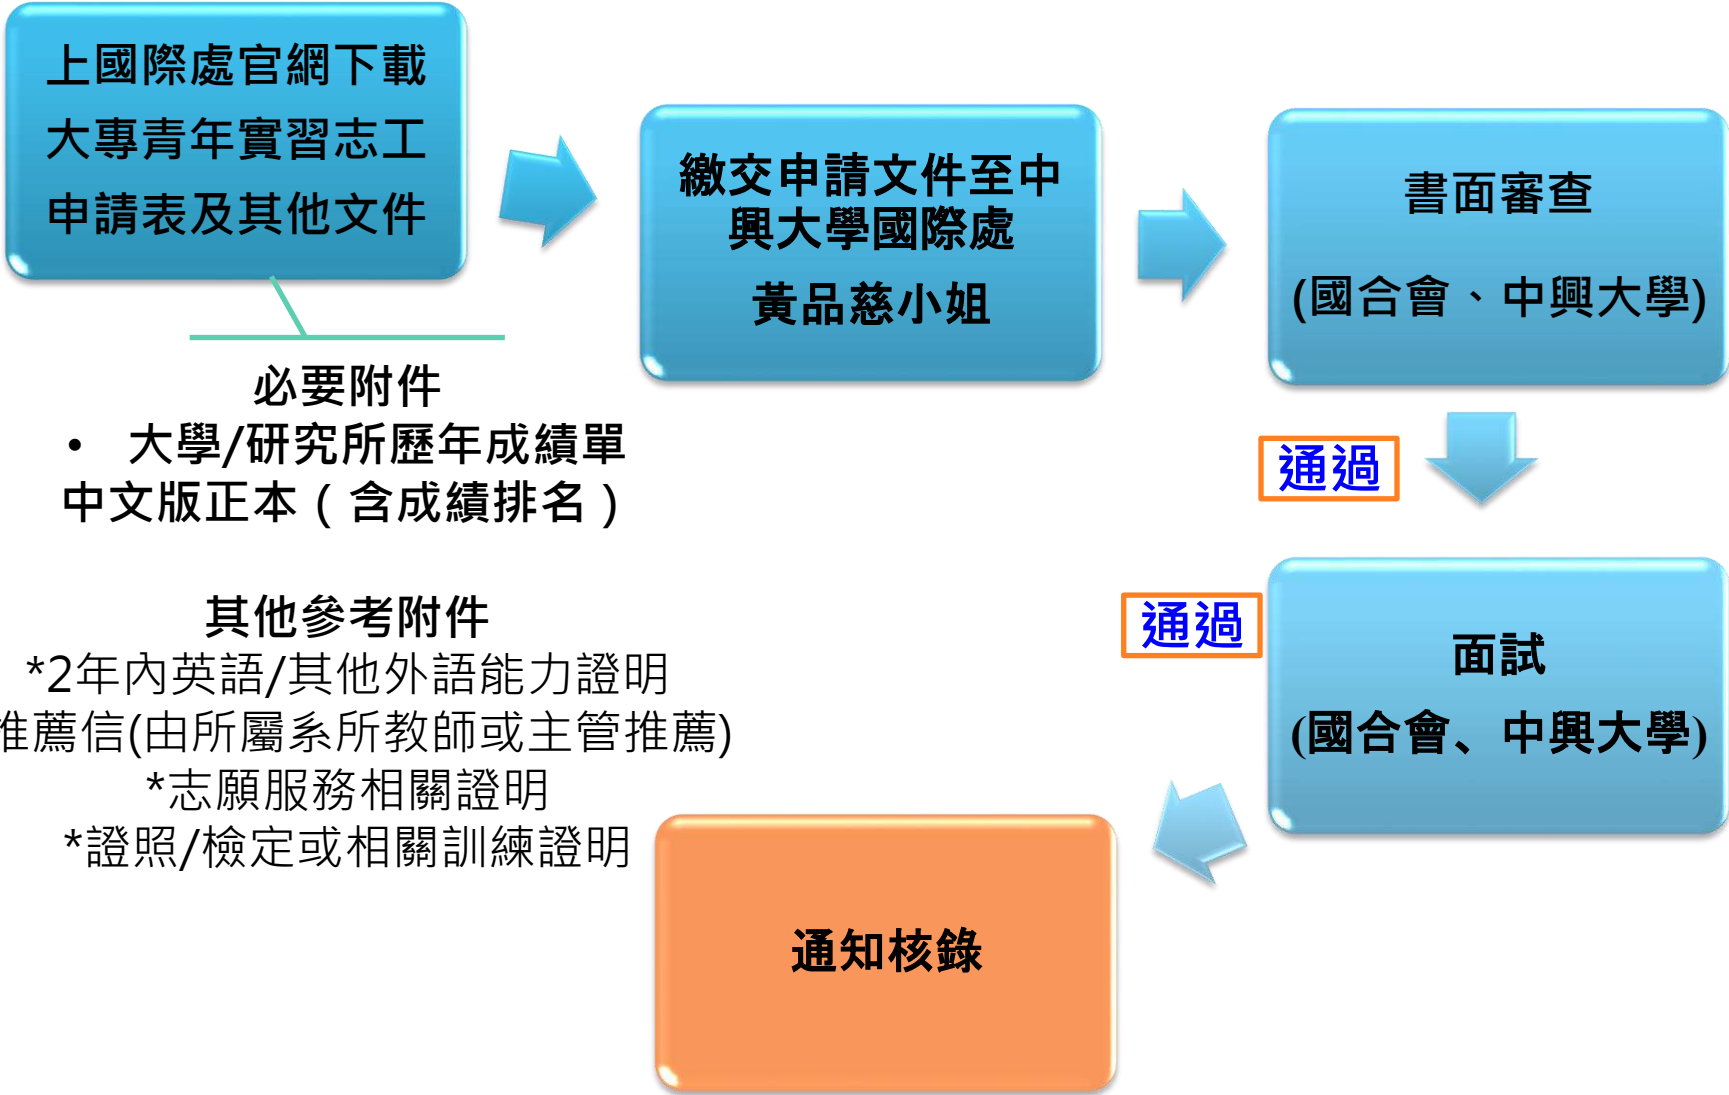 上國際處官網下載
大專青年實習志工
申請表及其他文件
繳交申請文件至中
興大學國際處
黃品慈小姐
書面審查
(國合會、中興大學)
必要附件
• 大學/研究所歷年成績單
中文版正本（含成績排名）
通過
其他參考附件
*2年內英語/其他外語能力證明
推薦信(由所屬系所教師或主管推薦)
*志願服務相關證明
*證照/檢定或相關訓練證明
通過
面試
(國合會、中興大學)
通知核錄